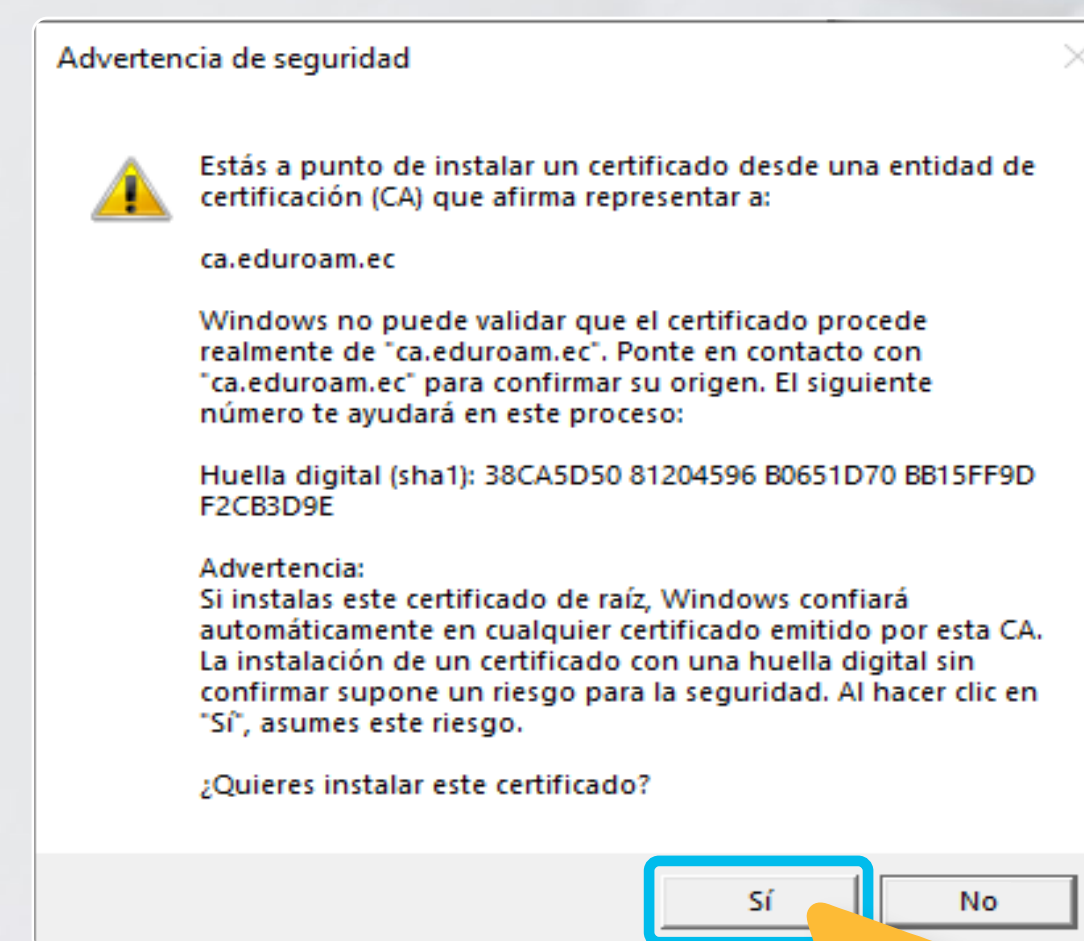 Advertencia de seguridad
Estás a punto de instalar un certificado desde una entidad de
certificación (CA) que afirma representar a:
ca.eduroam.ec
Windows no puede validar que el certificado procede
realmente de "ca.eduroam.ec". Ponte en contacto con
"ca.eduroam.ec" para confirmar su origen. El siguiente
número te ayudará en este proceso:
Huella digital (sha1): 38CA5D50 81204596 B0651D70 BB15FF9D
F2CB3D9E
Advertencia:
Si instalas este certificado de raíz, Windows confiará
automáticamente en cualquier certificado emitido por esta CA.
La instalación de un certificado con una huella digital sin
confirmar supone un riesgo para la seguridad. Al hacer clic en
"Sí", asumes este riesgo.
¿Quieres instalar este certificado?
Sí No